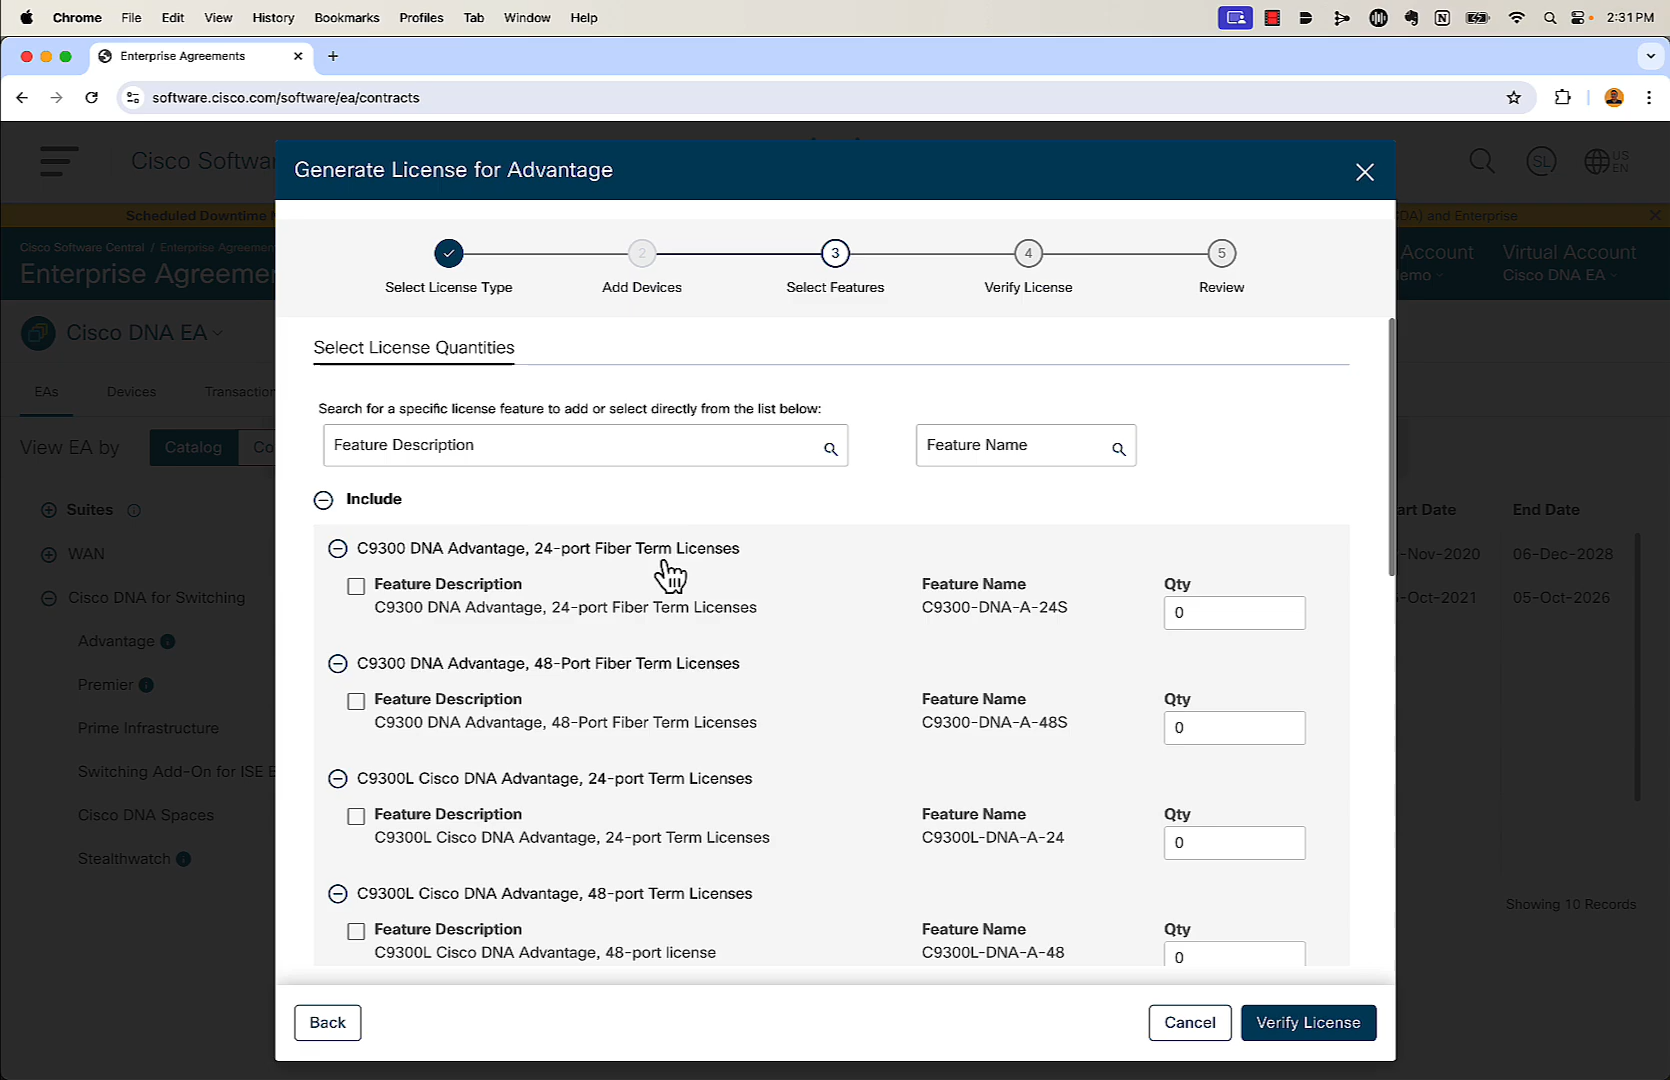 Chrome File Edit View History Bookmarks Profiles Tab Window Help 2:31 PM
Enterprise Agreements
software.cisco.com/software/ea/contracts
Cisco Softwa SL US EN
Scheduled Downtime OA) and Enterprise
Cisco Software Central / Enterprise Agreemen Account Virtual Account
Enterprise Agreemen emo Cisco DNA EA
Cisco DNA EA
EAs Devices Transaction
View EA by Catalog Co
Suites
WAN
Cisco DNA for Switching
Advantage
Premier
Prime Infrastructure
Switching Add-On for ISE E
Cisco DNA Spaces
Stealthwatch
art Date End Date
-Nov-2020 06-Dec-2028
-Oct-2021 05-Oct-2026
Showing 10 Records
Generate License for Advantage
2 3 4 5
Select License Type Add Devices Select Features Verify License Review
Select License Quantities
Search for a specific license feature to add or select directly from the list below:
Feature Description Feature Name
Include
C9300 DNA Advantage, 24-port Fiber Term Licenses
Feature Description Feature Name Qty
C9300 DNA Advantage, 24-port Fiber Term Licenses C9300-DNA-A-24S 0
C9300 DNA Advantage, 48-Port Fiber Term Licenses
Feature Description Feature Name Qty
C9300 DNA Advantage, 48-Port Fiber Term Licenses C9300-DNA-A-48S 0
C9300L Cisco DNA Advantage, 24-port Term Licenses
Feature Description Feature Name Qty
C9300L Cisco DNA Advantage, 24-port Term Licenses C9300L-DNA-A-24 0
C9300L Cisco DNA Advantage, 48-port Term Licenses
Feature Description Feature Name Qty
C9300L Cisco DNA Advantage, 48-port license C9300L-DNA-A-48 0
Back Cancel Verify License